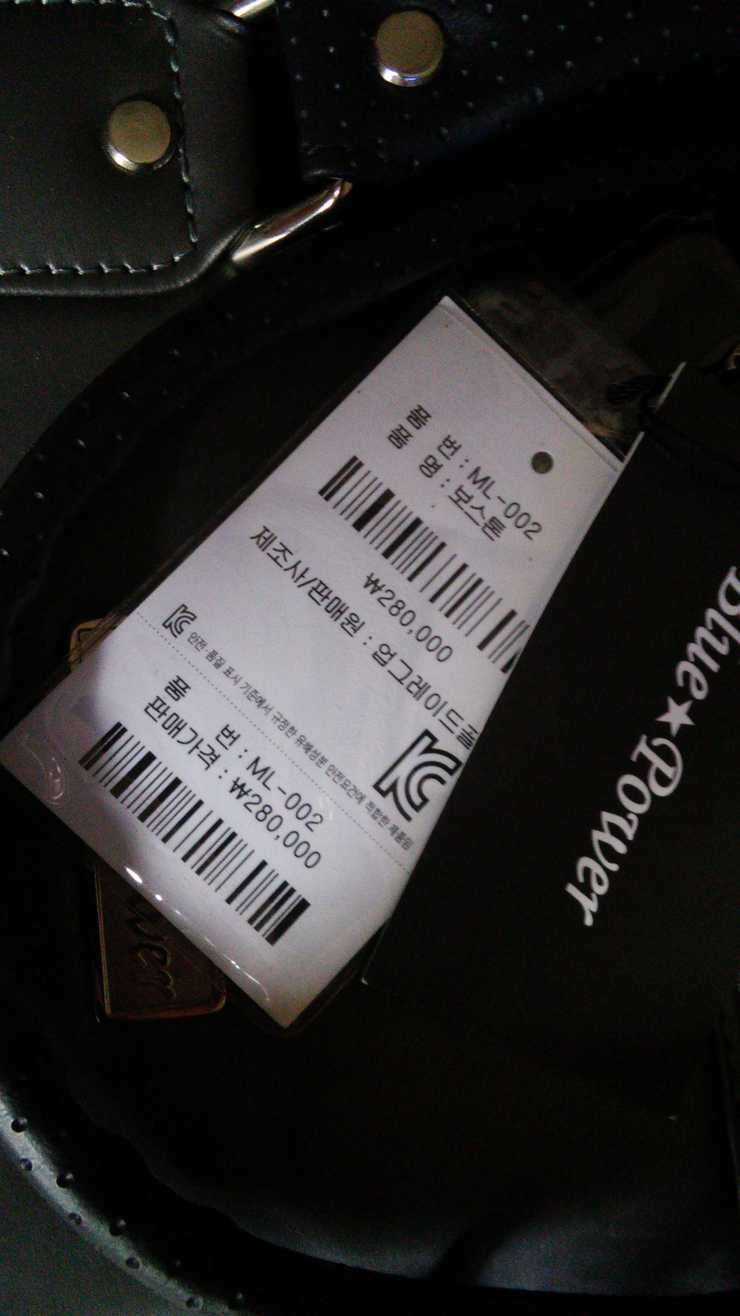 품 번 : ML-002
품 명 : 보스톤
₩280,000
제조사/판매원 : 업그레이드
안전·품질 표시 기준에서 규정한 유해성분 안전요건에 적합한 제품임
품 번 : ML-002
판매가격 : ₩280,000
Blue★Power
wer